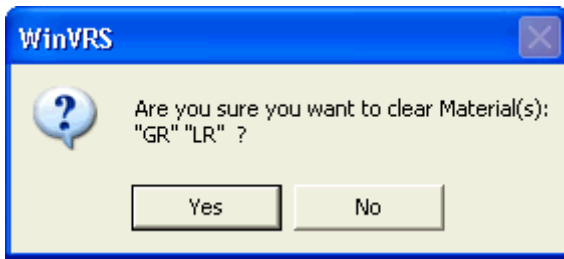 WinVRS
Are you sure you want to clear Material(s):
"GR" "LR"  ?
Yes
No